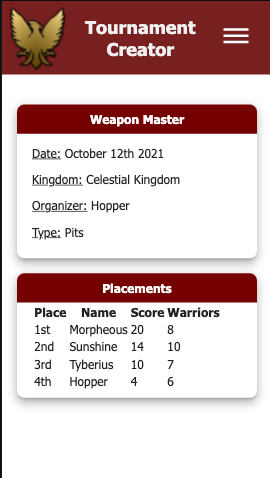 Tournament
Creator
Weapon Master
Date: October 12th 2021
Kingdom: Celestial Kingdom
Organizer: Hopper
Type: Pits
Placements
Place Name Score Warriors
1st Morpheous 20 8
2nd Sunshine 14 10
3rd Tyberius 10 7
4th Hopper 4 6